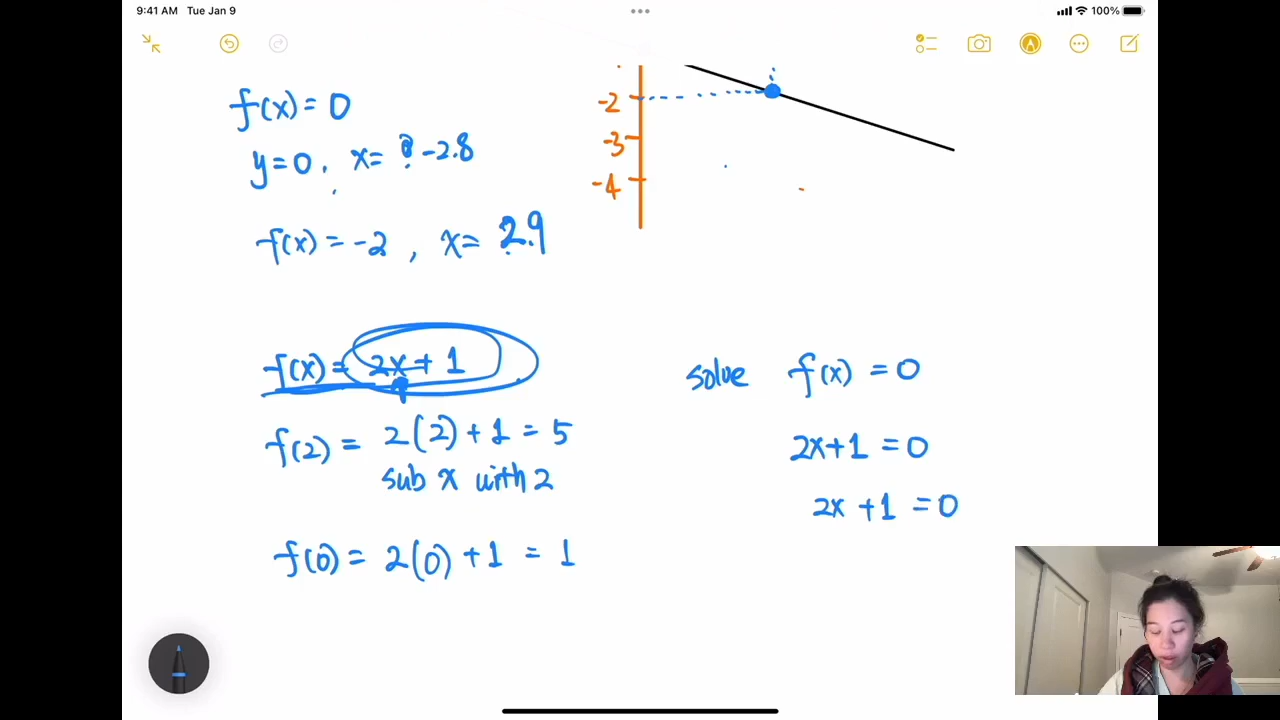 9:41 AM Tue Jan 9
100%
f(x) = 0
y=0, x= ? -2.8
f(x) = -2 , x= 2.9
-2
-3
-4
f(x) = 2x + 1
f(2) = 2(2) + 1 = 5
sub x with 2
f(0) = 2(0) + 1 = 1
solve f(x) = 0
2x+1 = 0
2x +1 = 0